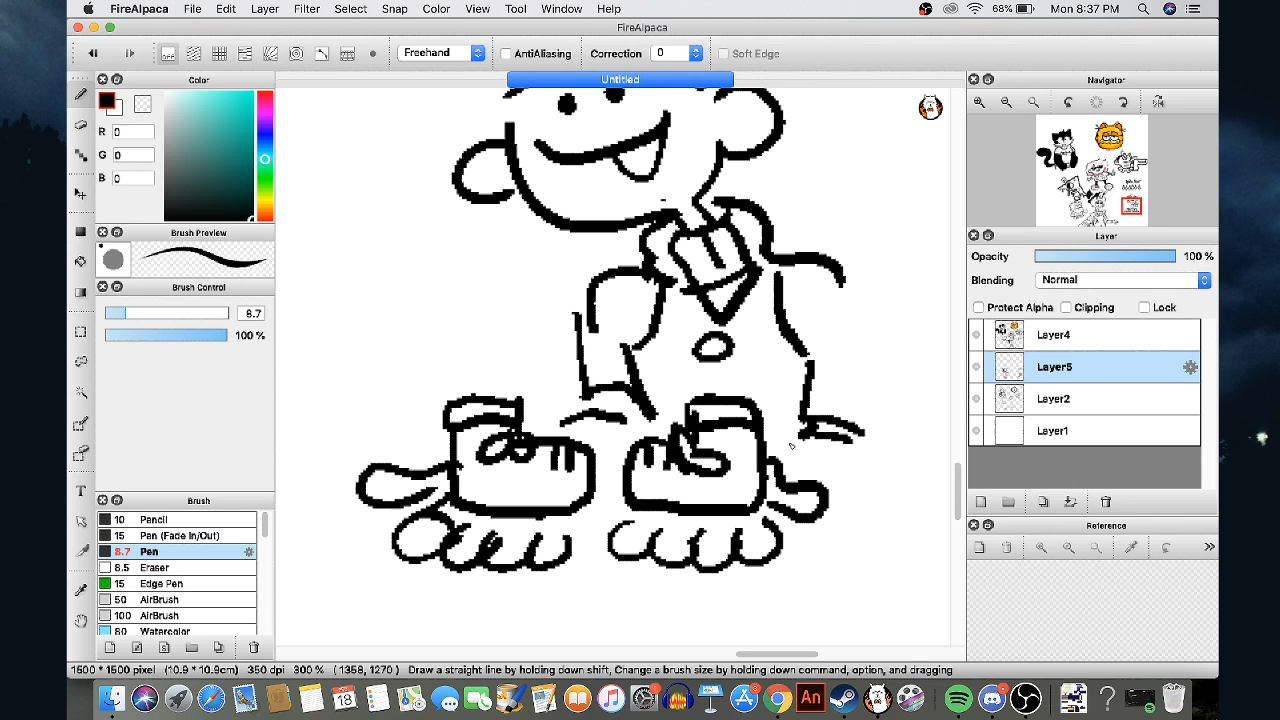 FireAlpaca File Edit Layer Filter Select Snap Color View Tool Window Help 68% Mon 8:37 PM
FireAlpaca
OFF Freehand AntiAliasing Correction 0 Soft Edge
Untitled
Color
R 0
G 0
B 0
Brush Preview
Brush Control
8.7
100 %
Brush
10 Pencil
15 Pen (Fade In/Out)
8.7 Pen
8.5 Eraser
15 Edge Pen
50 AirBrush
100 AirBrush
80 Watercolor
Navigator
Layer
Opacity 100 %
Blending Normal
Protect Alpha Clipping Lock
Layer4
Layer5
Layer2
Layer1
Reference
1500 * 1500 pixel (10.9 * 10.9cm) 350 dpi 300 % ( 1358, 1270 ) Draw a straight line by holding down shift, Change a brush size by holding down command, option, and dragging
18
An